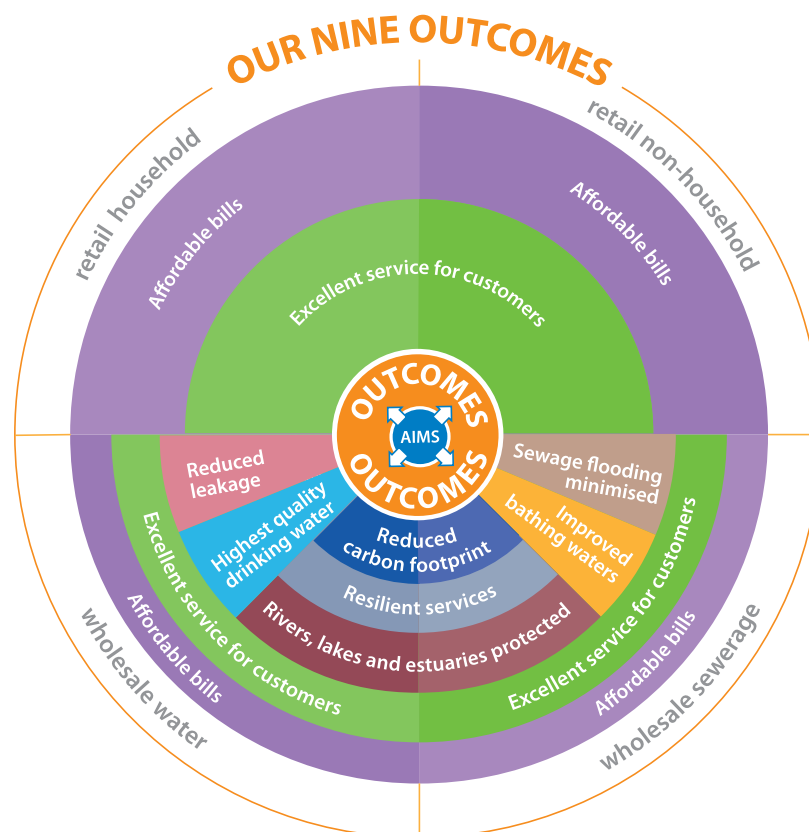 OUR NINE OUTCOMES
retail household
retail non-household
Affordable bills
Affordable bills
Excellent service for customers
OUTCOMES
AIMS
OUTCOMES
Reduced
leakage
Highest quality
drinking water
Reduced
carbon footprint
Resilient services
Rivers, lakes and estuaries protected
Sewage flooding
minimised
Improved
bathing waters
Excellent service for customers
Excellent service for customers
Affordable bills
Affordable bills
wholesale water
wholesale sewerage